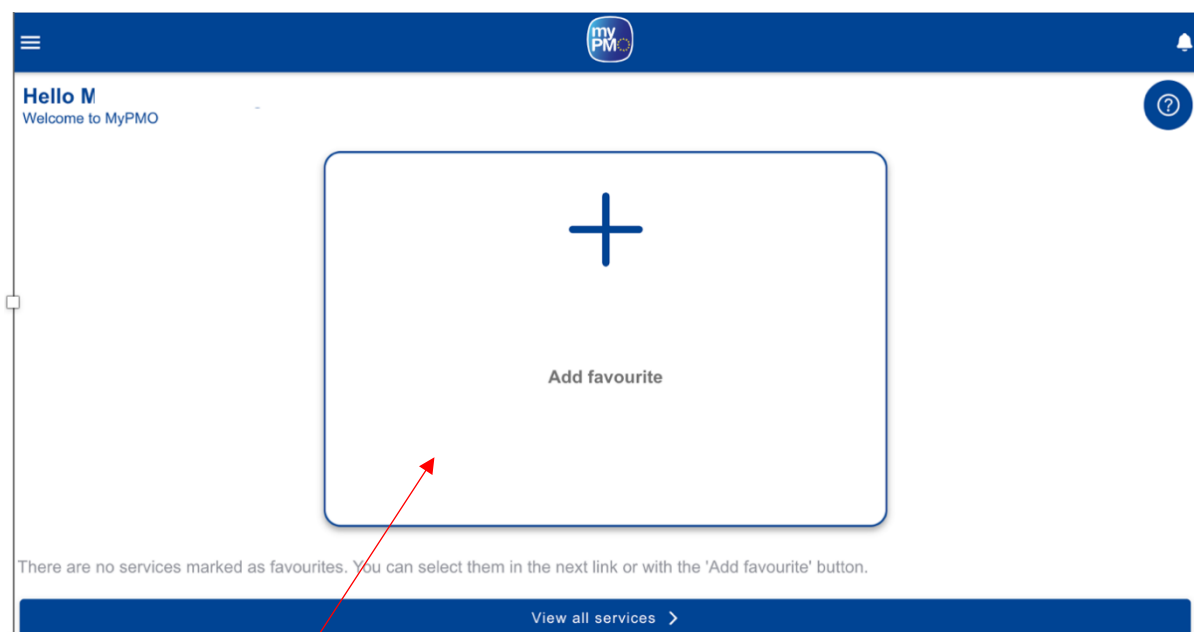 my
PMO
Hello M
Welcome to MyPMO
Add favourite
There are no services marked as favourites. You can select them in the next link or with the 'Add favourite' button.
View all services